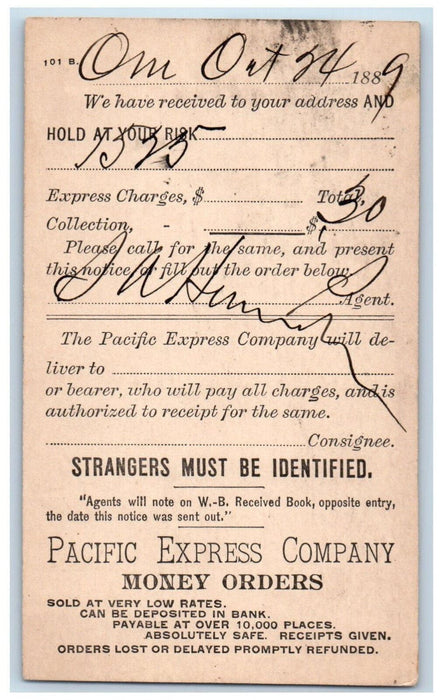 101 B. Om Oct 24 1889
We have received to your address AND
HOLD AT YOUR RISK
1525
Express Charges, $ Total,
Collection, - $ 30
Please call for the same, and present
this notice or fill out the order below.
Agent.
The Pacific Express Company will de-
liver to
or bearer, who will pay all charges, and is
authorized to receipt for the same.
Consignee.
STRANGERS MUST BE IDENTIFIED.
"Agents will note on W.-B. Received Book, opposite entry,
the date this notice was sent out."
PACIFIC EXPRESS COMPANY
MONEY ORDERS
SOLD AT VERY LOW RATES.
CAN BE DEPOSITED IN BANK.
PAYABLE AT OVER 10,000 PLACES.
ABSOLUTELY SAFE. RECEIPTS GIVEN.
ORDERS LOST OR DELAYED PROMPTLY REFUNDED.